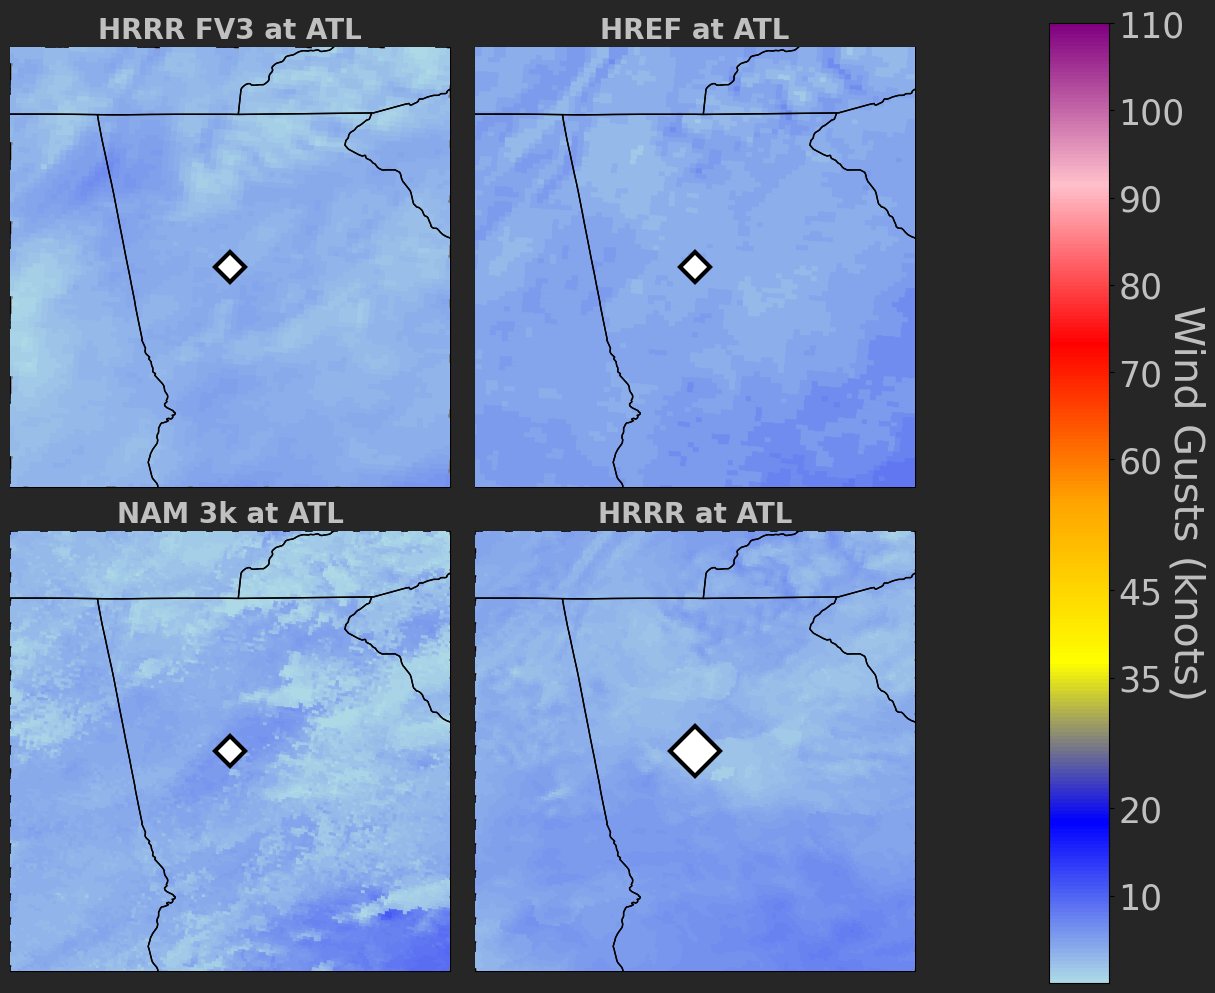 HRRR FV3 at ATL
HREF at ATL
NAM 3k at ATL
HRRR at ATL
110
100
90
80
70
60
45
35
20
10
Wind Gusts (knots)